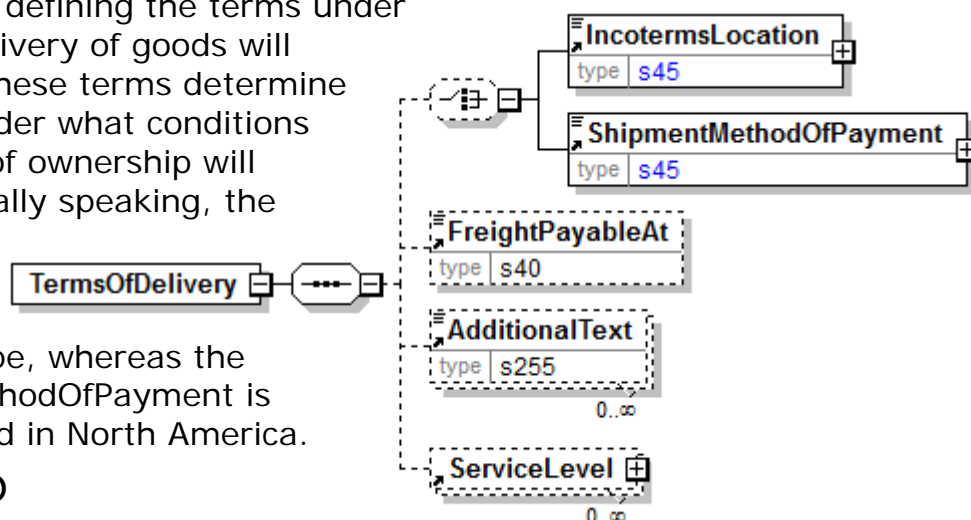 defining the terms under
ivery of goods will
hese terms determine
der what conditions
of ownership will
ally speaking, the
IncotermsLocation
type s45
ShipmentMethodOfPayment
type s45
FreightPayableAt
type s40
TermsOfDelivery
AdditionalText
type s255
0..∞
ServiceLevel
0..∞
pe, whereas the
hodOfPayment is
d in North America.